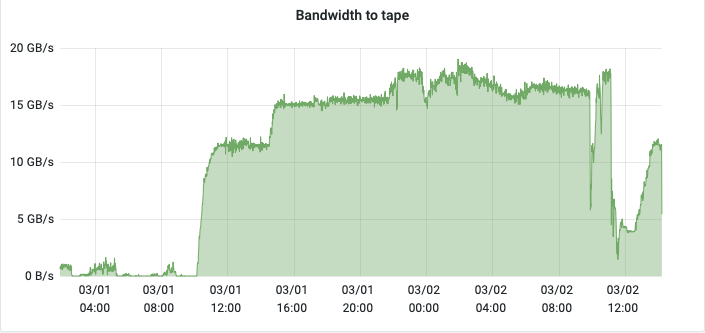 Bandwidth to tape
20 GB/s
15 GB/s
10 GB/s
5 GB/s
0 B/s
03/01 03/01 03/01 03/01 03/01 03/02 03/02 03/02 03/02
04:00 08:00 12:00 16:00 20:00 00:00 04:00 08:00 12:00